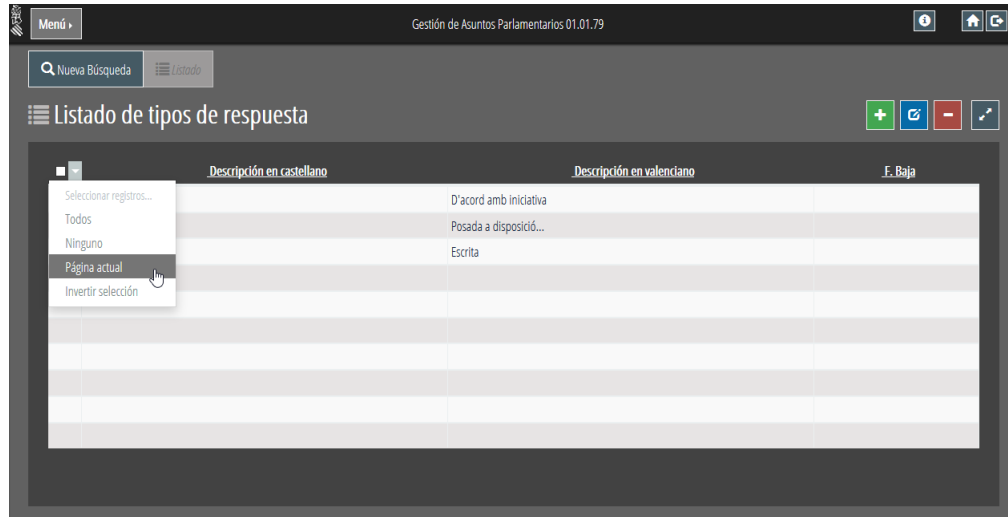 Menú
Gestión de Asuntos Parlamentarios 01.01.79
Nueva Búsqueda
Listado
Listado de tipos de respuesta
Descripción en castellano
Descripción en valenciano
F. Baja
Seleccionar registros...
Todos
Ninguno
Página actual
Invertir selección
D'acord amb iniciativa
Posada a disposició...
Escrita